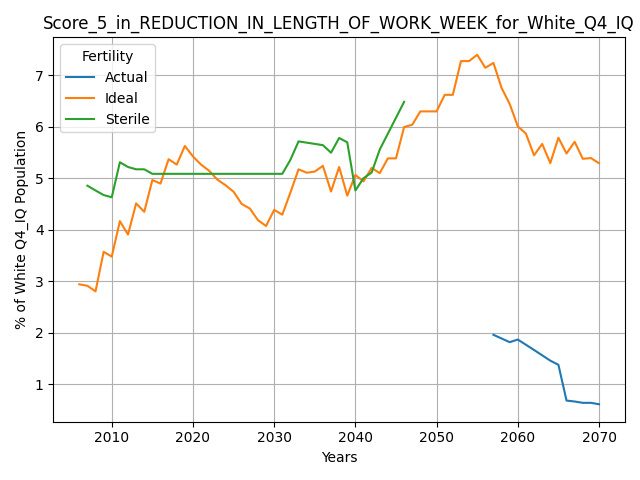 Score_5_in_REDUCTION_IN_LENGTH_OF_WORK_WEEK_for_White_Q4_IQ
Fertility
Actual
Ideal
Sterile
% of White Q4_IQ Population
7
6
5
4
3
2
1
2010 2020 2030 2040 2050 2060 2070
Years